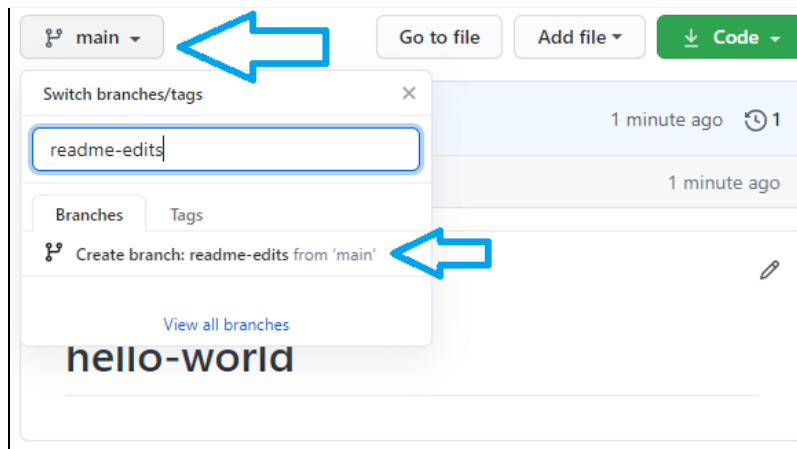 main
Go to file
Add file
Code
Switch branches/tags
1 minute ago
1
readme-edits
1 minute ago
Branches
Tags
Create branch: readme-edits from 'main'
View all branches
hello-world